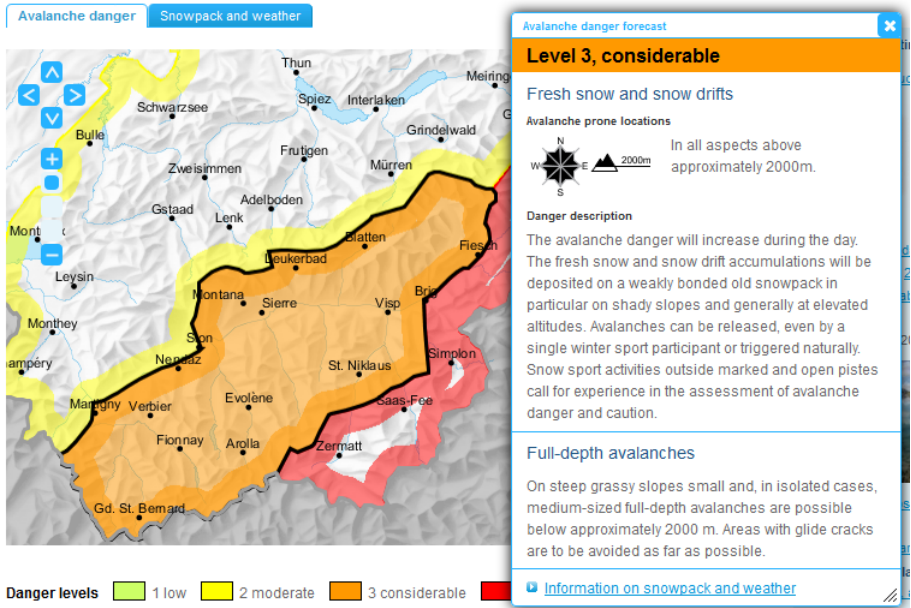 Avalanche danger
Snowpack and weather
Thun
Meiring
Spiez
Interlaken
Schwarzsee
Bulle
Grindelwald
Frutigen
Mürren
Zweisimmen
Adelboden
Gstaad
Lenk
Blatten
Fiesch
Leukerbad
Leysin
Montana
Sierre
Visp
Brig
Monthey
Sion
Simplon
Nendaz
St. Niklaus
ampéry
Martigny
Verbier
Evolène
Saas-Fee
Fionnay
Arolla
Zermatt
Gd. St. Bernard
Danger levels
1 low
2 moderate
3 considerable
Avalanche danger forecast
Level 3, considerable
Fresh snow and snow drifts
Avalanche prone locations
N
W
E
S
2000m
In all aspects above
approximately 2000m.
Danger description
The avalanche danger will increase during the day.
The fresh snow and snow drift accumulations will be
deposited on a weakly bonded old snowpack in
particular on shady slopes and generally at elevated
altitudes. Avalanches can be released, even by a
single winter sport participant or triggered naturally.
Snow sport activities outside marked and open pistes
call for experience in the assessment of avalanche
danger and caution.
Full-depth avalanches
On steep grassy slopes small and, in isolated cases,
medium-sized full-depth avalanches are possible
below approximately 2000 m. Areas with glide cracks
are to be avoided as far as possible.
Information on snowpack and weather